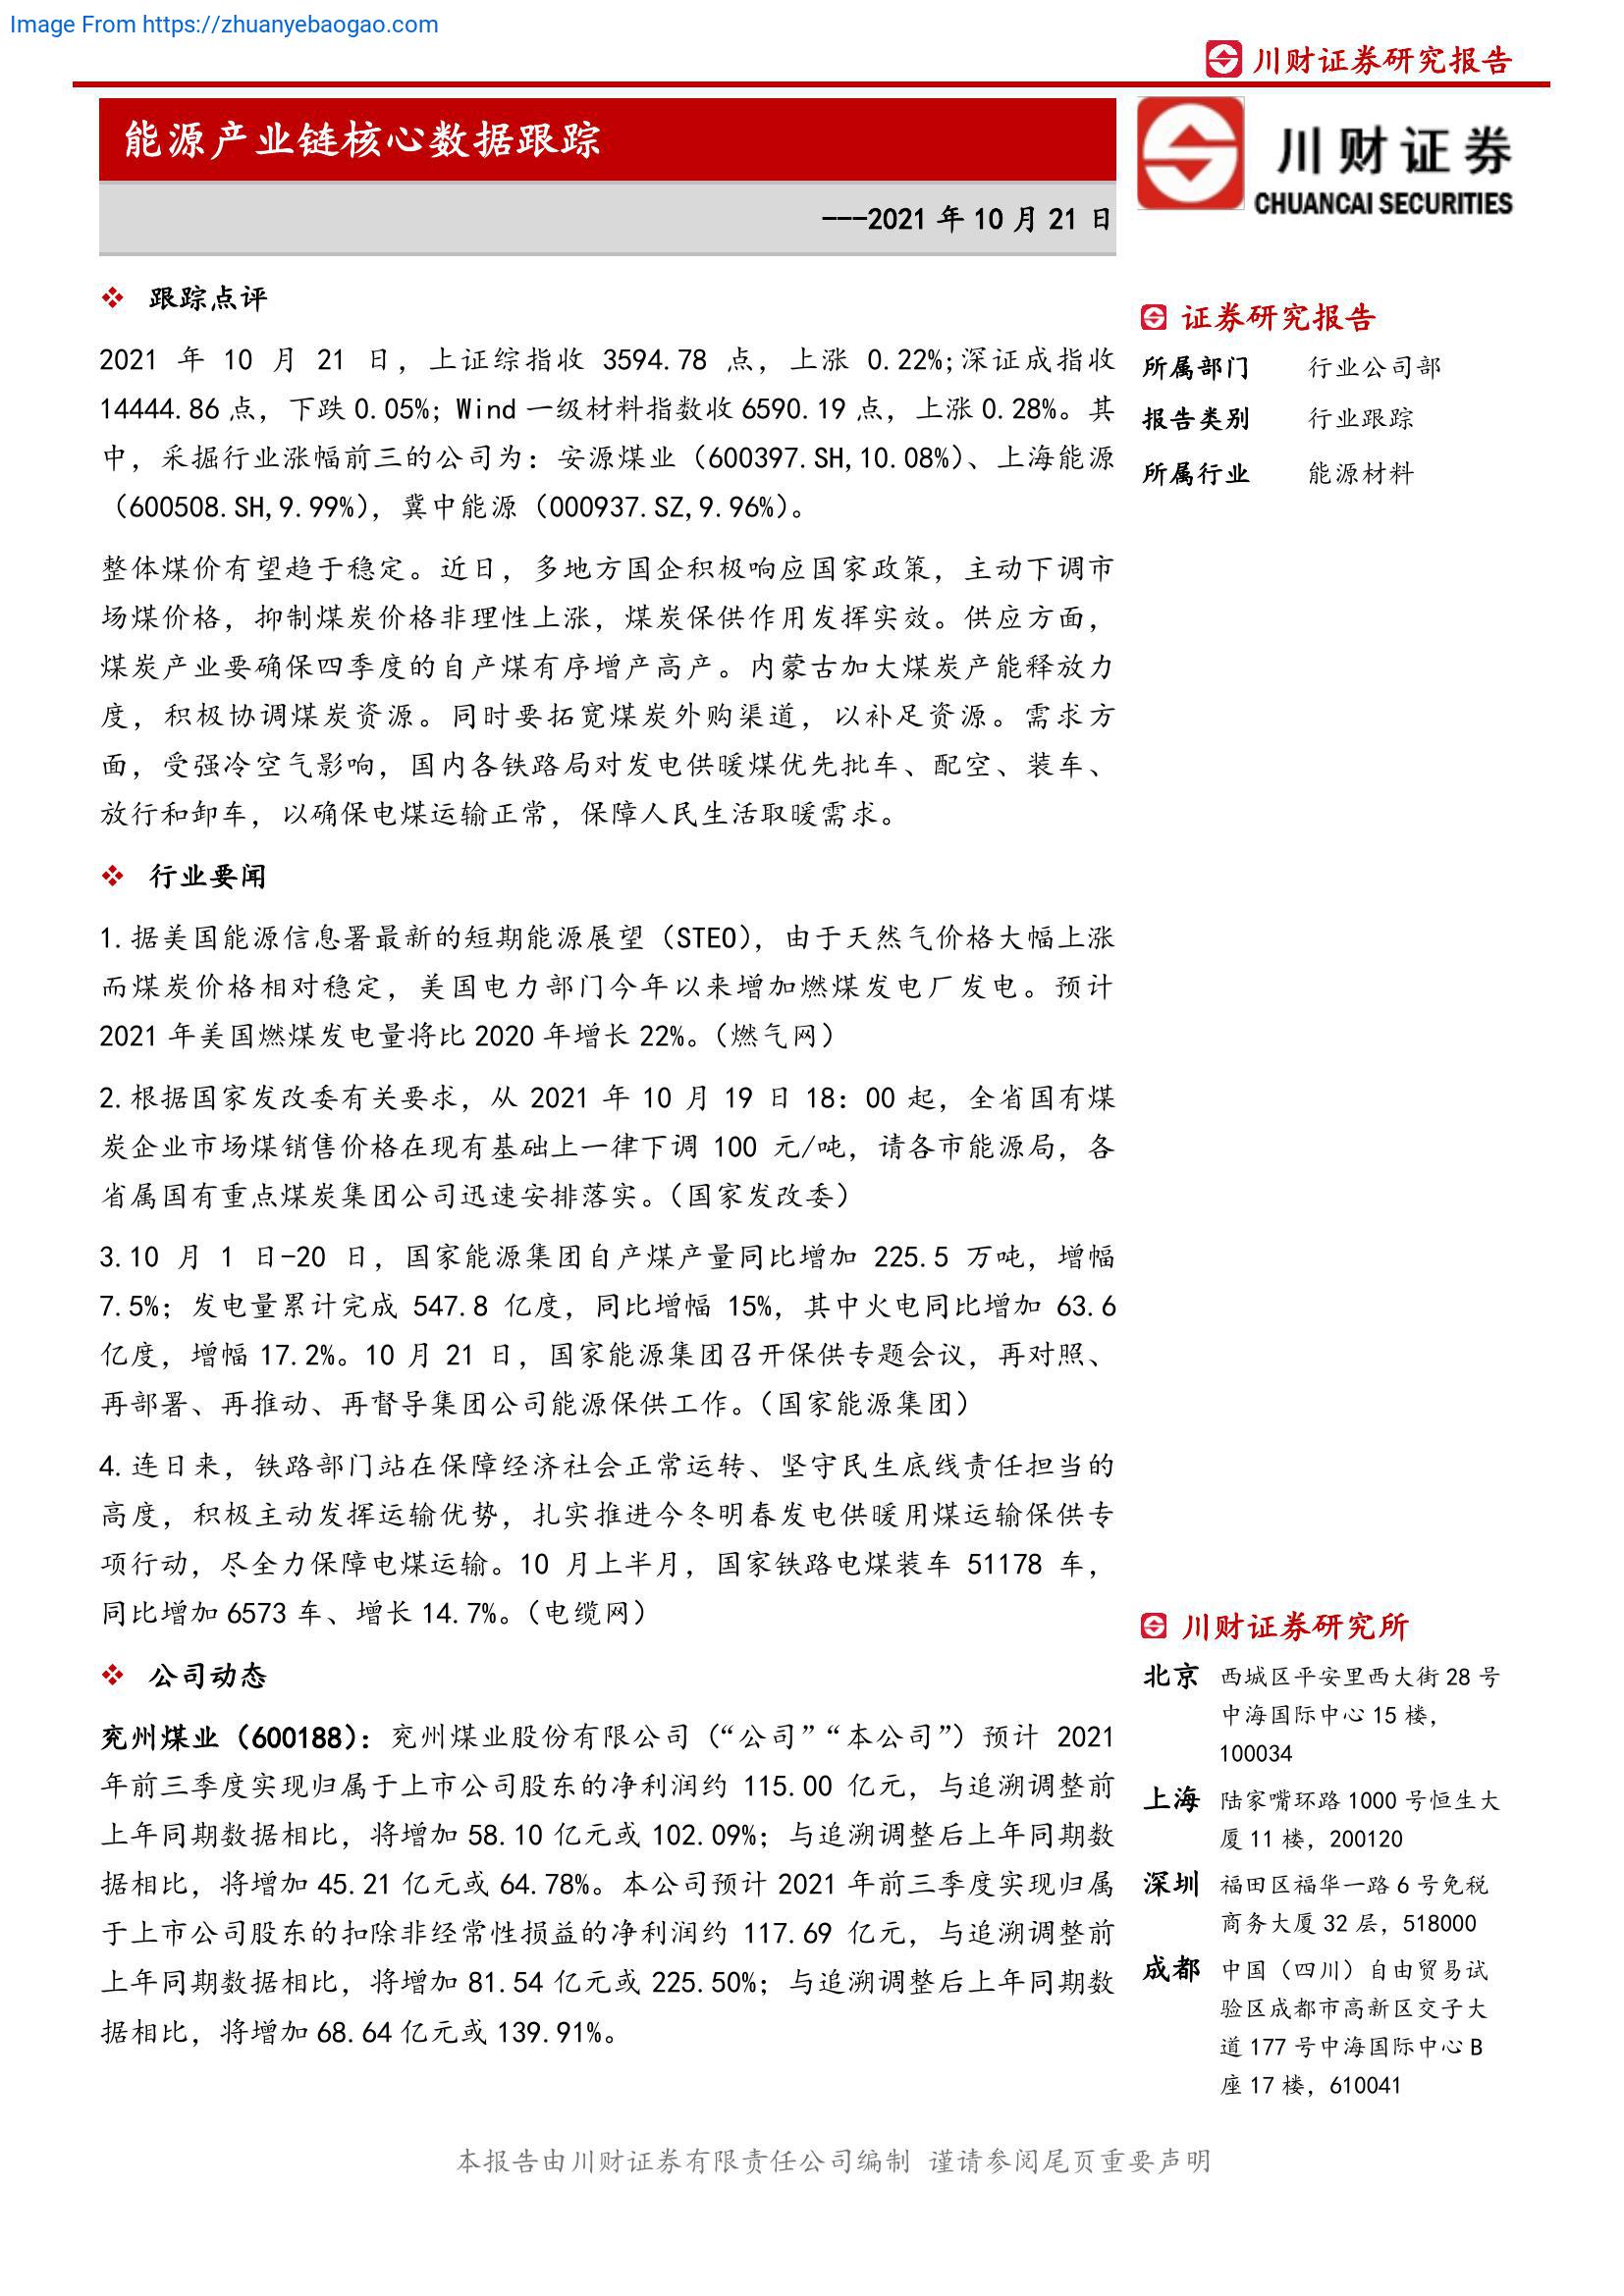 Image From https://zhuanyebaogao.com
川财证券研究报告
能源产业链核心数据跟踪
川财证券
CHUANCAI SECURITIES
---2021 年 10 月 21 日
❖ 跟踪点评
2021 年 10 月 21 日，上证综指收 3594.78 点，上涨 0.22%;深证成指收
14444.86 点，下跌 0.05%；Wind 一级材料指数收 6590.19 点，上涨 0.28%。其
中，采掘行业涨幅前三的公司为：安源煤业（600397.SH,10.08%）、上海能源
（600508.SH,9.99%），冀中能源（000937.SZ,9.96%）。
整体煤价有望趋于稳定。近日，多地方国企积极响应国家政策，主动下调市
场煤价格，抑制煤炭价格非理性上涨，煤炭保供作用发挥实效。供应方面，
煤炭产业要确保四季度的自产煤有序增产高产。内蒙古加大煤炭产能释放力
度，积极协调煤炭资源。同时要拓宽煤炭外购渠道，以补足资源。需求方
面，受强冷空气影响，国内各铁路局对发电供暖煤优先批车、配空、装车、
放行和卸车，以确保电煤运输正常，保障人民生活取暖需求。
❖ 行业要闻
1.据美国能源信息署最新的短期能源展望（STEO），由于天然气价格大幅上涨
而煤炭价格相对稳定，美国电力部门今年以来增加燃煤发电厂发电。预计
2021 年美国燃煤发电量将比 2020 年增长 22%。（燃气网）
2.根据国家发改委有关要求，从 2021 年 10 月 19 日 18：00 起，全省国有煤
炭企业市场煤销售价格在现有基础上一律下调 100 元/吨，请各市能源局，各
省属国有重点煤炭集团公司迅速安排落实。（国家发改委）
3.10 月 1 日-20 日，国家能源集团自产煤产量同比增加 225.5 万吨，增幅
7.5%；发电量累计完成 547.8 亿度，同比增幅 15%，其中火电同比增加 63.6
亿度，增幅 17.2%。10 月 21 日，国家能源集团召开保供专题会议，再对照、
再部署、再推动、再督导集团公司能源保供工作。（国家能源集团）
4.连日来，铁路部门站在保障经济社会正常运转、坚守民生底线责任担当的
高度，积极主动发挥运输优势，扎实推进今冬明春发电供暖用煤运输保供专
项行动，尽全力保障电煤运输。10 月上半月，国家铁路电煤装车 51178 车，
同比增加 6573 车、增长 14.7%。（电缆网）
❖ 公司动态
兖州煤业（600188）：兖州煤业股份有限公司（“公司”“本公司”）预计 2021
年前三季度实现归属于上市公司股东的净利润约 115.00 亿元，与追溯调整前
上年同期数据相比，将增加 58.10 亿元或 102.09%；与追溯调整后上年同期数
据相比，将增加 45.21 亿元或 64.78%。本公司预计 2021 年前三季度实现归属
于上市公司股东的扣除非经常性损益的净利润约 117.69 亿元，与追溯调整前
上年同期数据相比，将增加 81.54 亿元或 225.50%；与追溯调整后上年同期数
据相比，将增加 68.64 亿元或 139.91%。
证券研究报告
所属部门 行业公司部
报告类别 行业跟踪
所属行业 能源材料
川财证券研究所
北京 西城区平安里西大街 28 号
中海国际中心 15 楼，
100034
上海 陆家嘴环路 1000 号恒生大
厦 11 楼，200120
深圳 福田区福华一路 6 号免税
商务大厦 32 层，518000
成都 中国（四川）自由贸易试
验区成都市高新区交子大
道 177 号中海国际中心 B
座 17 楼，610041
本报告由川财证券有限责任公司编制 谨请参阅尾页重要声明